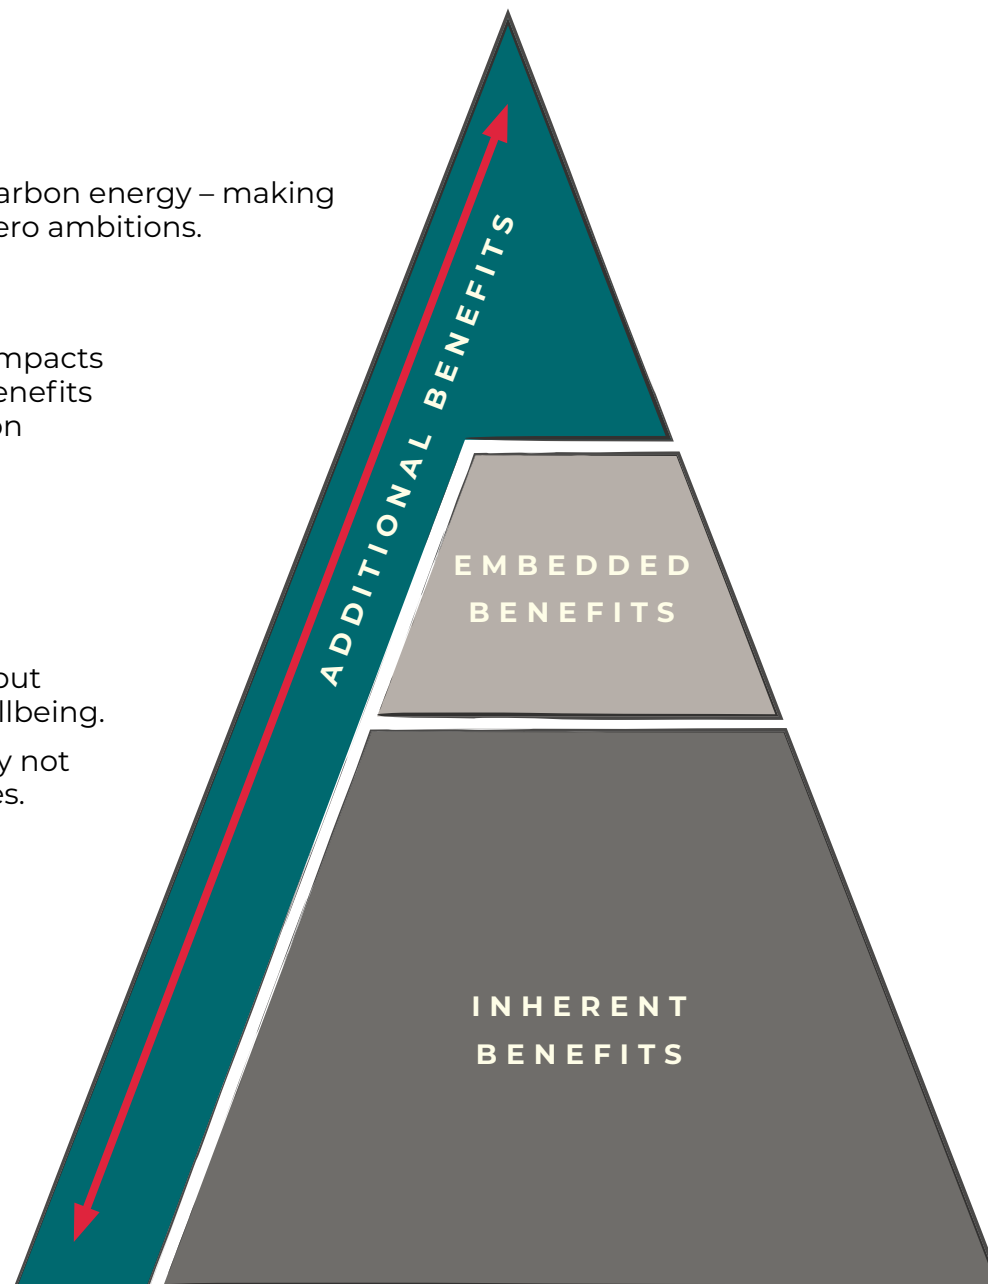 arbon energy – making
ero ambitions.
mpacts
enefits
on
out
llbeing.
y not
es.
ADDITIONAL BENEFITS
EMBEDDED
BENEFITS
INHERENT
BENEFITS